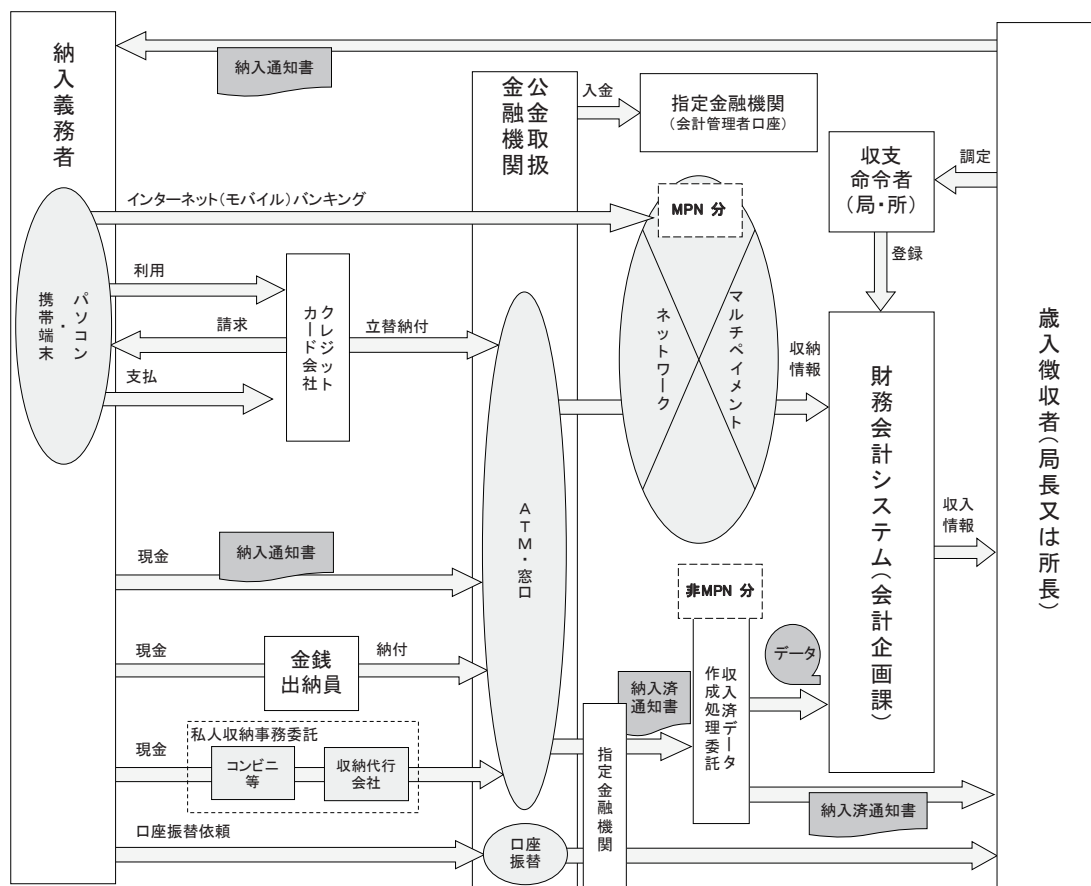 納入義務者
納入通知書
公金取扱
金融機関
入金
指定金融機関
(会計管理者口座)
収支
命令者
(局・所)
調定
登録
インターネット(モバイル)バンキング
MPN 分
パソコン
・
携帯端末
利用
請求
支払
クレジット
カード会社
立替納付
マルチペイメント
ネットワーク
収納
情報
財務会計システム(会計企画課)
収入
情報
歳入徴収者(局長又は所長)
ATM・窓口
現金
納入通知書
現金
金銭
出納員
納付
私人収納事務委託
現金
コンビニ
等
収納代行
会社
口座振替依頼
口座
振替
指定金融機関
納入済
通知書
非MPN 分
収入済データ
作成処理委託
データ
納入済通知書